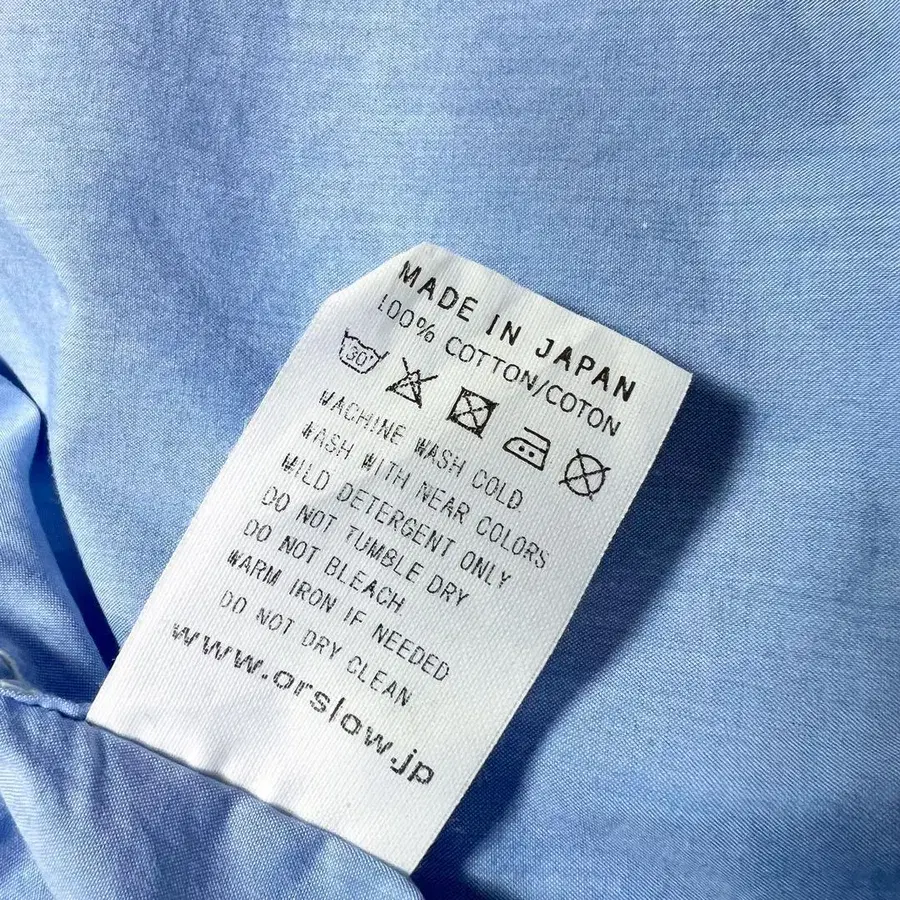 MADE IN JAPAN
100% COTTON/COTON
30°
MACHINE WASH COLD
WASH WITH NEAR COLORS
MILD DETERGENT ONLY
DO NOT TUMBLE DRY
DO NOT BLEACH
WARM IRON IF NEEDED
DO NOT DRY CLEAN
www.orslow.jp